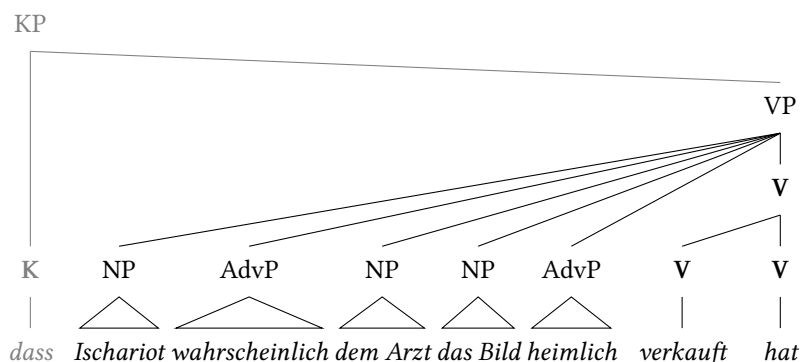 KP
VP
V
K NP AdvP NP NP AdvP V V
dass Ischariot wahrscheinlich dem Arzt das Bild heimlich verkauft hat